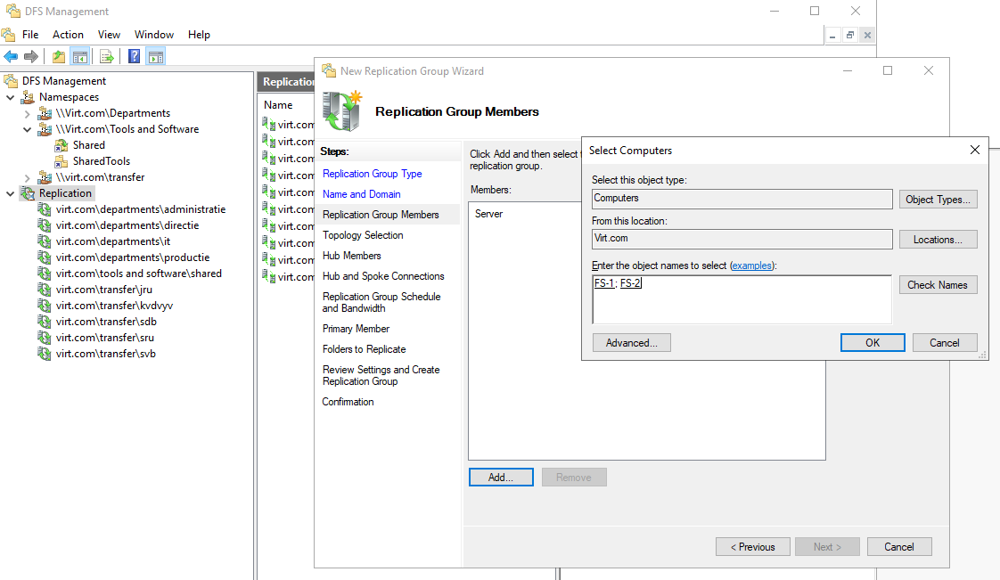 DFS Management
File Action View Window Help
DFS Management
Namespaces
\\Virt.com\Departments
\\Virt.com\Tools and Software
Shared
SharedTools
\\virt.com\transfer
Replication
virt.com\departments\administratie
virt.com\departments\directie
virt.com\departments\it
virt.com\departments\productie
virt.com\tools and software\shared
virt.com\transfer\jru
virt.com\transfer\kvdvyv
virt.com\transfer\sdb
virt.com\transfer\sru
virt.com\transfer\svb
Replication
Name
virt.com
virt.com
virt.com
virt.com
virt.com
virt.com
virt.com
virt.com
virt.com
virt.com
New Replication Group Wizard
Replication Group Members
Steps:
Replication Group Type
Name and Domain
Replication Group Members
Topology Selection
Hub Members
Hub and Spoke Connections
Replication Group Schedule
and Bandwidth
Primary Member
Folders to Replicate
Review Settings and Create
Replication Group
Confirmation
Click Add and then select
replication group.
Members:
Server
Add...
Remove
< Previous
Next >
Cancel
Select Computers
Select this object type:
Computers
Object Types...
From this location:
Virt.com
Locations...
Enter the object names to select (examples):
FS-1; FS-2
Check Names
Advanced...
OK
Cancel